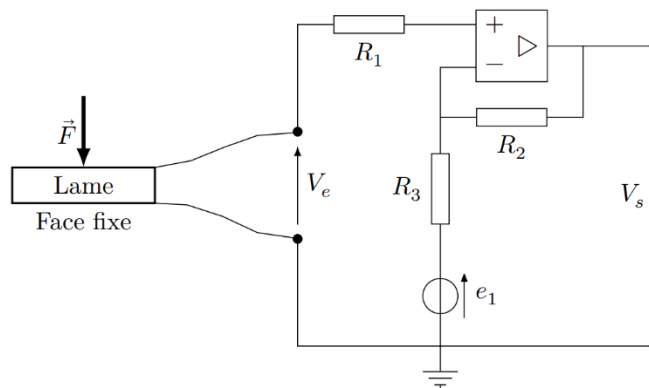 R₁
+
−
R₂
F⃗
Lame
Face fixe
Vₑ
R₃
Vₛ
e₁